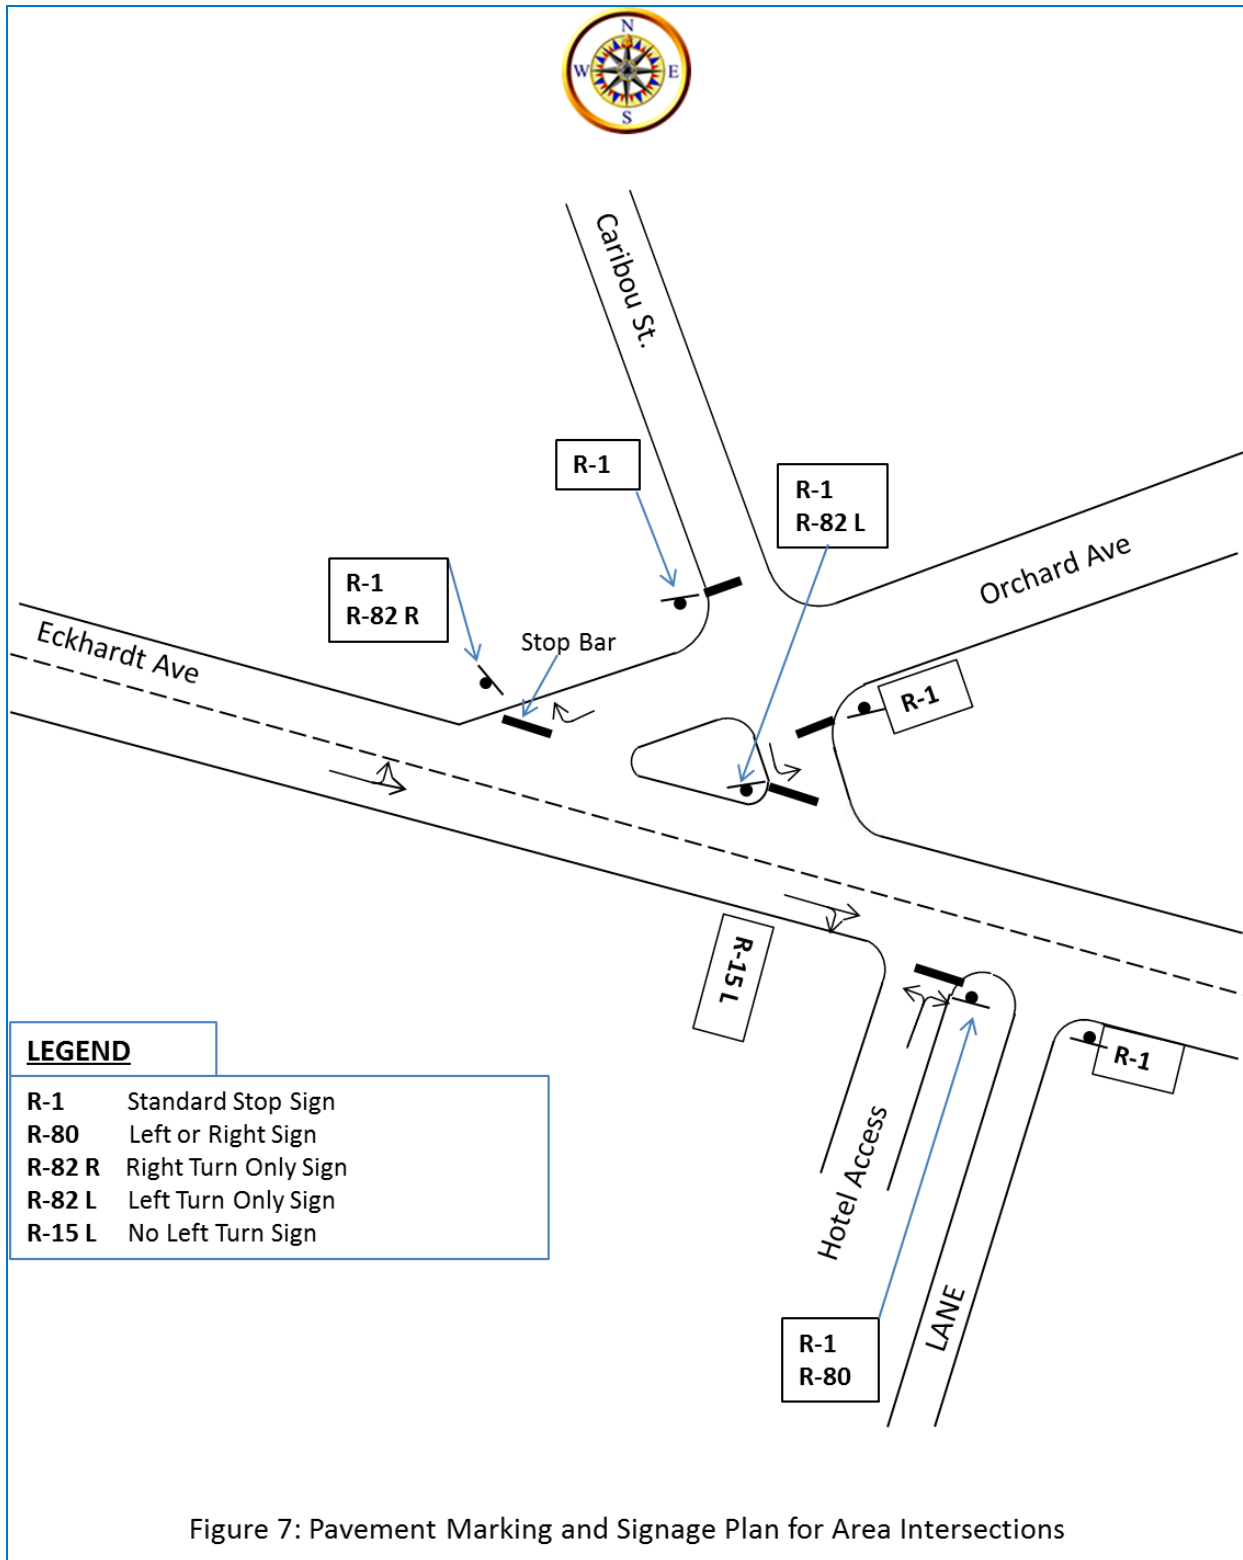 N
W E
S
Caribou St.
R-1
R-1
R-82 L
Orchard Ave
R-1
R-82 R
Stop Bar
Eckhardt Ave
R-1
R-15 L
R-1
LEGEND
R-1 Standard Stop Sign
R-80 Left or Right Sign
R-82 R Right Turn Only Sign
R-82 L Left Turn Only Sign
R-15 L No Left Turn Sign
Hotel Access
LANE
R-1
R-80
Figure 7: Pavement Marking and Signage Plan for Area Intersections